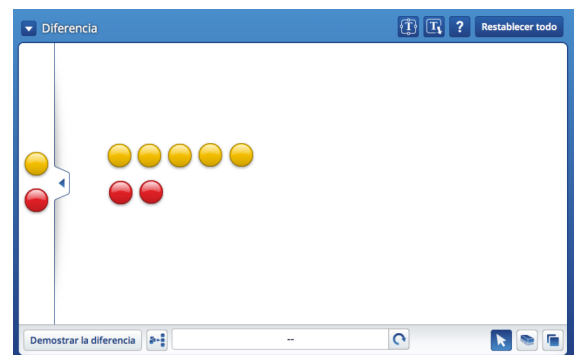 Diferencia
T T ? Restablecer todo
Demostrar la diferencia --